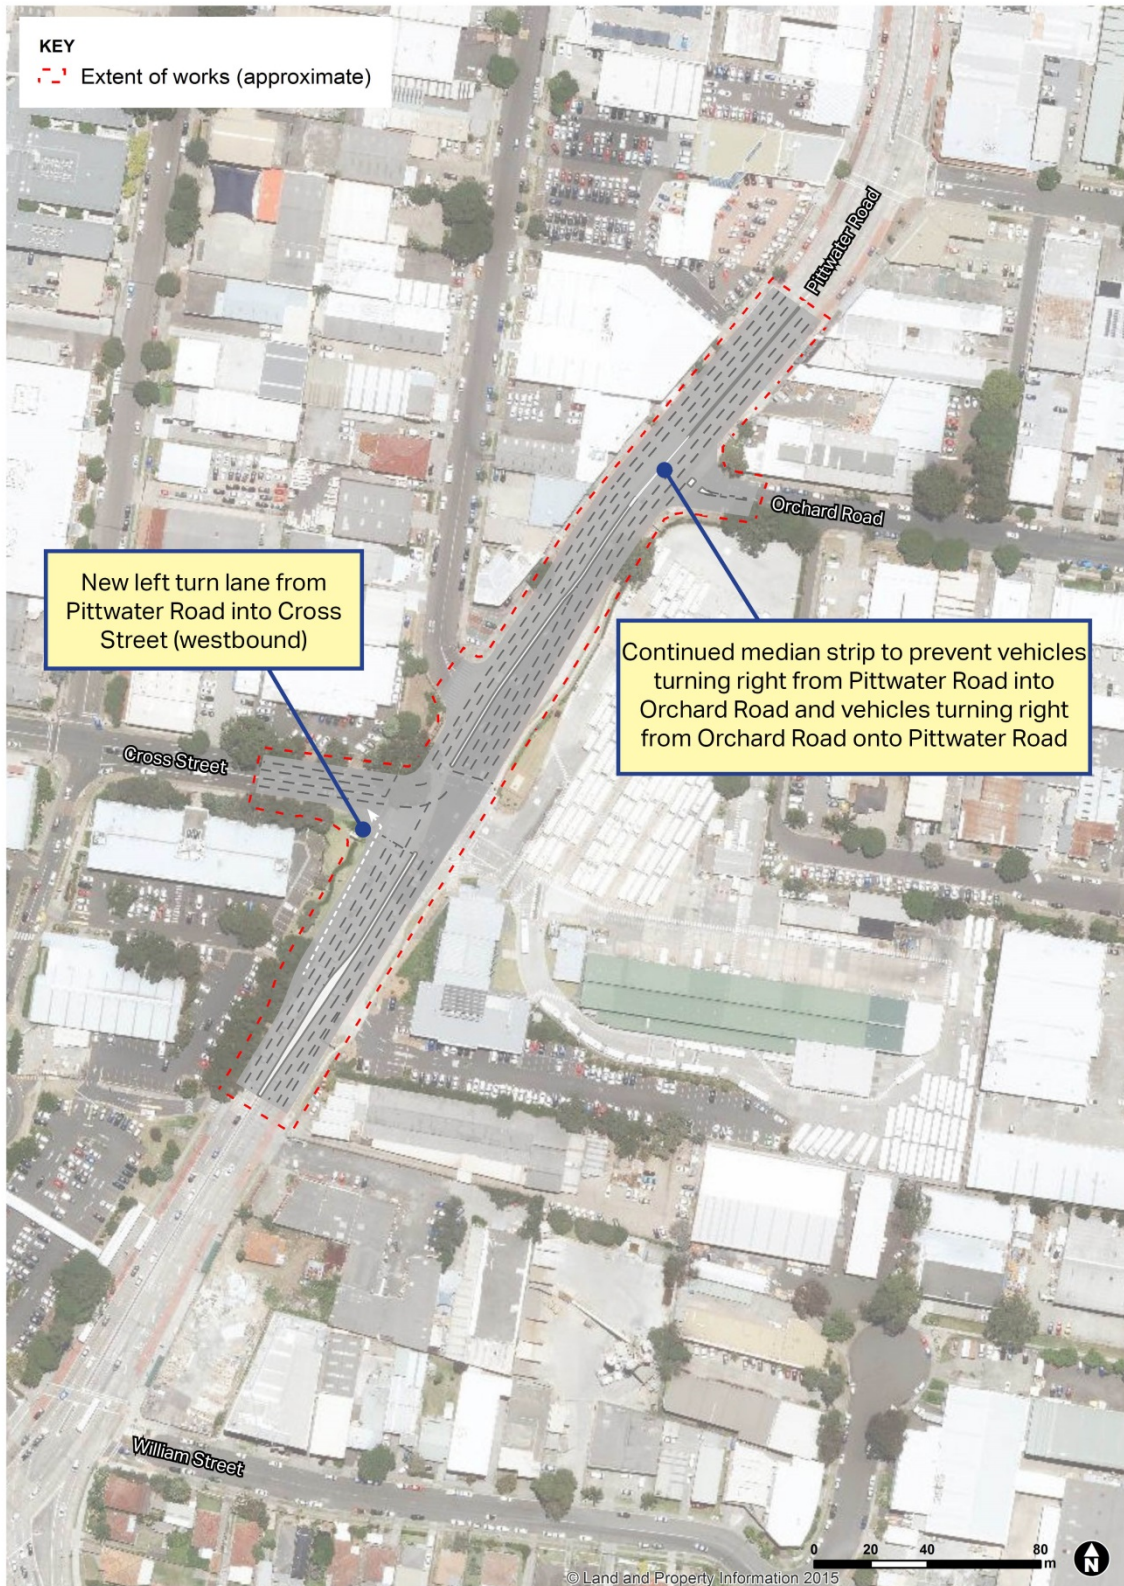 KEY
Extent of works (approximate)
Pittwater Road
Orchard Road
New left turn lane from
Pittwater Road into Cross
Street (westbound)
Continued median strip to prevent vehicles
turning right from Pittwater Road into
Orchard Road and vehicles turning right
from Orchard Road onto Pittwater Road
Cross Street
William Street
0 20 40 80
m
N
© Land and Property Information 2015